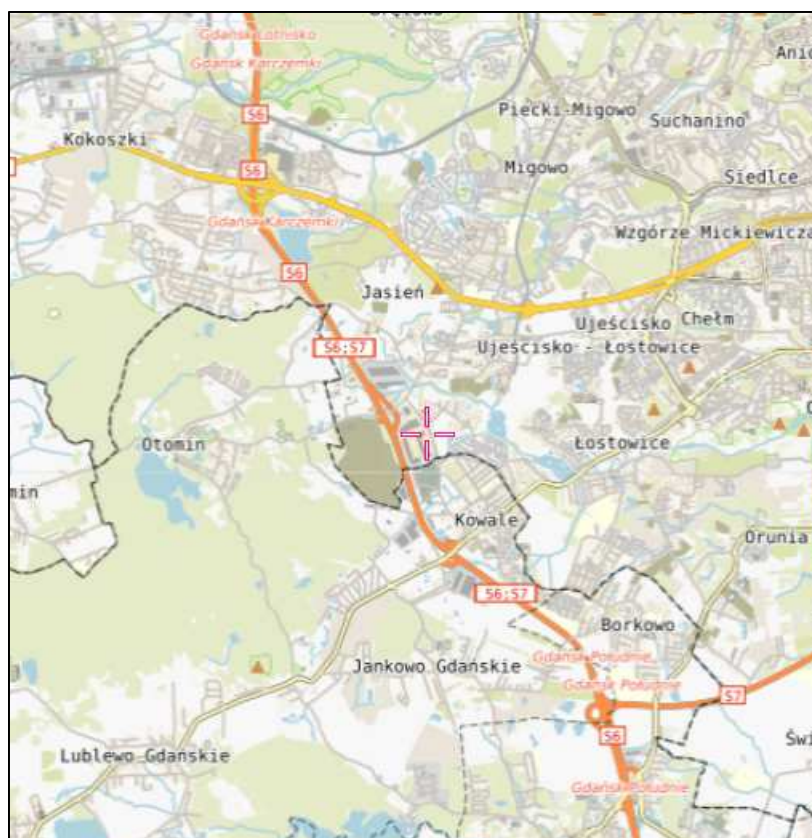 Gdańsk Lotnisko
Gdańsk Karczemki
Anio
Piecki-Migowo
Suchanino
S6
Kokoszki
S6
Migowo
Siedlce
Gdańsk Karczemki
Wzgórze Mickiewicza
S6
Jasień
Ujeścisko
Chełm
S6;S7
Ujeścisko - Łostowice
Otomin
Łostowice
min
Kowale
Orunia
S6;S7
Borkowo
Gdańsk Południe
Jankowo Gdańskie
Gdańsk Południe
S7
S6
Świ
Lublewo Gdańskie
Gdańsk Południe